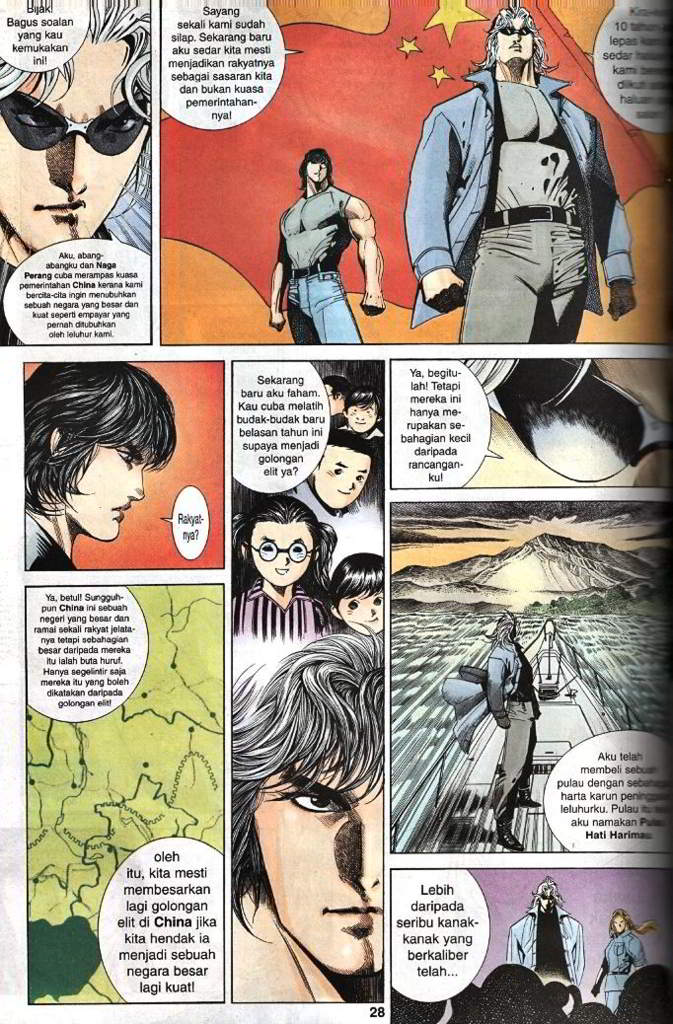 Bijak!
Bagus soalan
yang kau
kemukakan
ini!
Aku, abang-
abangku dan Naga
Perang cuba merampas kuasa
pemerintahan China kerana kami
bercita-cita ingin menubuhkan
sebuah negara yang besar dan
kuat seperti empayar yang
pernah ditubuhkan
oleh leluhur kami.
Sayang
sekali kami sudah
silap. Sekarang baru
aku sedar kita mesti
menjadikan rakyatnya
sebagai sasaran kita
dan bukan kuasa
pemerintahan-
nya!
10 tahun
lepas
sedar
kami
Rakyat-
nya?
Sekarang
baru aku faham.
Kau cuba melatih
budak-budak baru
belasan tahun ini
supaya menjadi
golongan
elit ya?
Ya, begitu-
lah! Tetapi
mereka ini
hanya me-
rupakan se-
bahagian kecil
daripada
rancangan-
ku!
Ya, betul! Sungguh-
pun China ini sebuah
negeri yang besar dan
ramai sekali rakyat jelata-
nya tetapi sebahagian
besar daripada mereka
itu ialah buta huruf.
Hanya segelintir saja
mereka itu yang boleh
dikatakan daripada
golongan elit!
oleh
itu, kita mesti
membesarkan
lagi golongan
elit di China jika
kita hendak ia
menjadi sebuah
negara besar
lagi kuat!
Aku telah
membeli sebuah
pulau dengan
harta karun
leluhurku. Pulau itu
aku namakan
Hati Harimau
Lebih
daripada
seribu kanak-
kanak yang
berkaliber
telah...
28